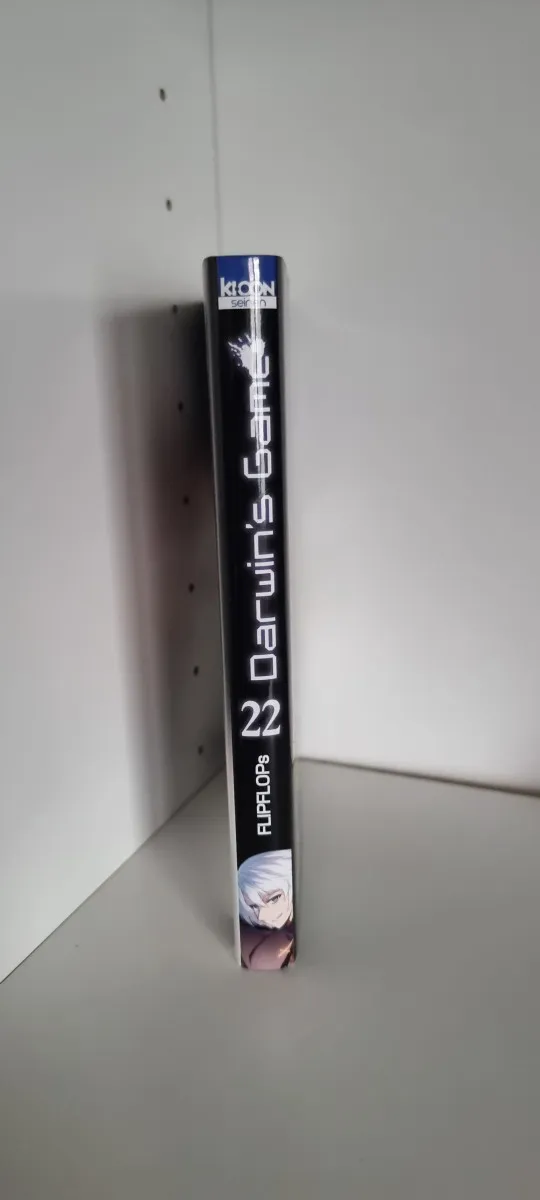 KI-OON
seinen
Darwin's Game
22
FLIPFLOPs